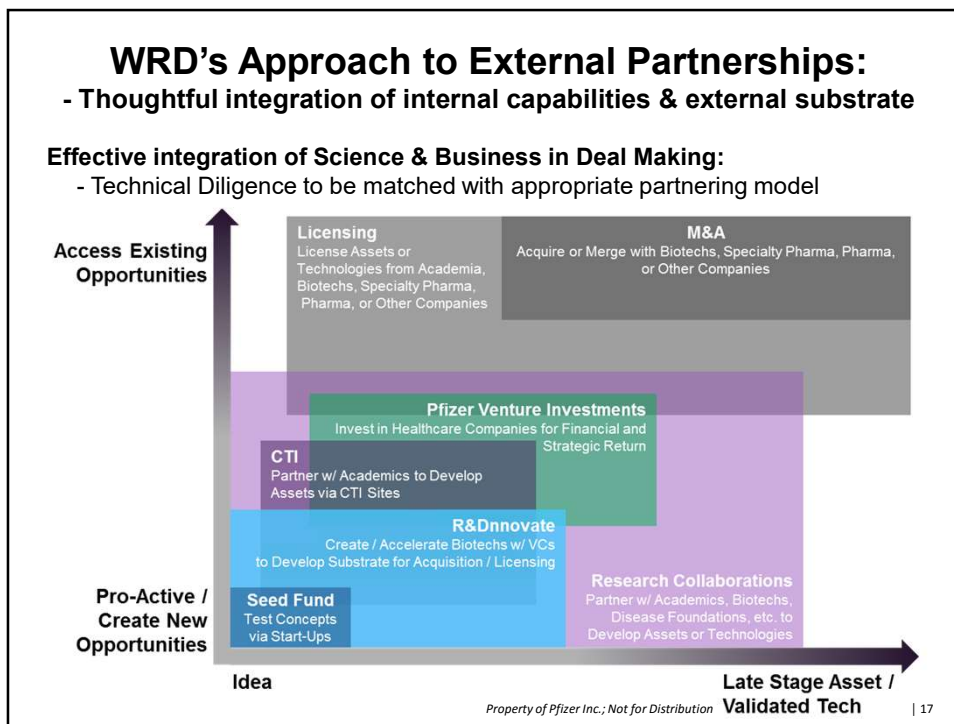 WRD’s Approach to External Partnerships:
- Thoughtful integration of internal capabilities & external substrate
Effective integration of Science & Business in Deal Making:
- Technical Diligence to be matched with appropriate partnering model
Access Existing
Opportunities
Licensing
License Assets or
Technologies from Academia,
Biotechs, Specialty Pharma,
Pharma, or Other Companies
M&A
Acquire or Merge with Biotechs, Specialty Pharma, Pharma,
or Other Companies
Pfizer Venture Investments
Invest in Healthcare Companies for Financial and
Strategic Return
CTI
Partner w/ Academics to Develop
Assets via CTI Sites
R&Dnnovate
Create / Accelerate Biotechs w/ VCs
to Develop Substrate for Acquisition / Licensing
Research Collaborations
Partner w/ Academics, Biotechs,
Disease Foundations, etc. to
Develop Assets or Technologies
Pro-Active /
Create New
Opportunities
Seed Fund
Test Concepts
via Start-Ups
Idea
Late Stage Asset /
Validated Tech
Property of Pfizer Inc.; Not for Distribution
| 17